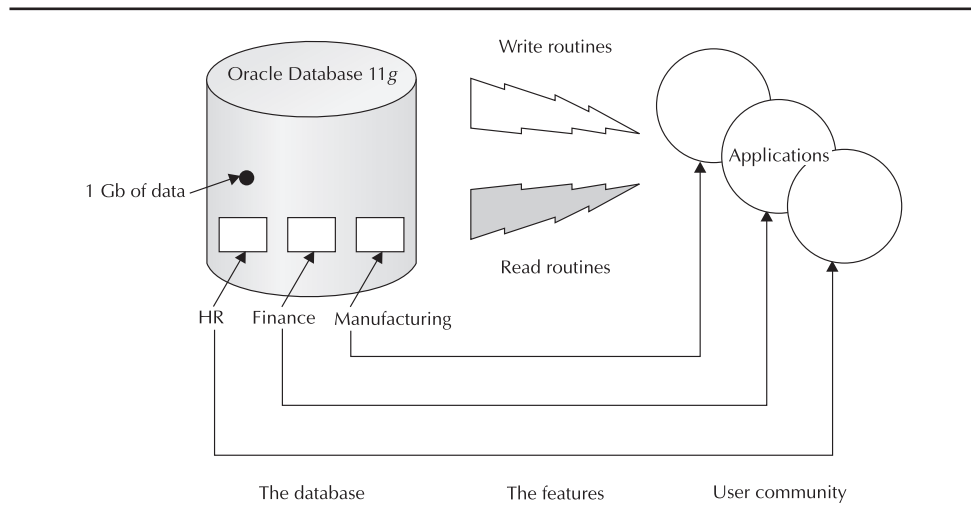 Write routines
Oracle Database 11g
Applications
1 Gb of data
Read routines
HR
Finance
Manufacturing
The database
The features
User community